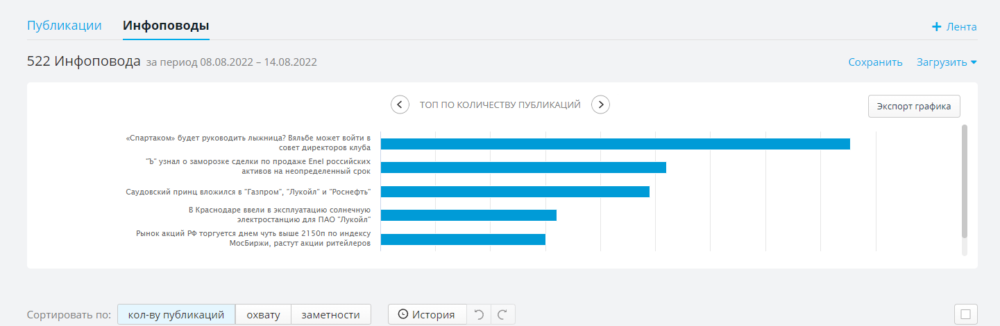 Публикации Инфоповоды + Лента
522 Инфоповода за период 08.08.2022 – 14.08.2022 Сохранить Загрузить
ТОП ПО КОЛИЧЕСТВУ ПУБЛИКАЦИЙ
Экспорт графика
«Спартаком» будет руководить лыжница? Вяльбе может войти в
совет директоров клуба
"Ъ" узнал о заморозке сделки по продаже Enel российских
активов на неопределенный срок
Саудовский принц вложился в "Газпром", "Лукойл" и "Роснефть"
В Краснодаре ввели в эксплуатацию солнечную
электростанцию для ПАО "Лукойл"
Рынок акций РФ торгуется днем чуть выше 2150п по индексу
МосБиржи, растут акции ритейлеров
Сортировать по: кол-ву публикаций охвату заметности История